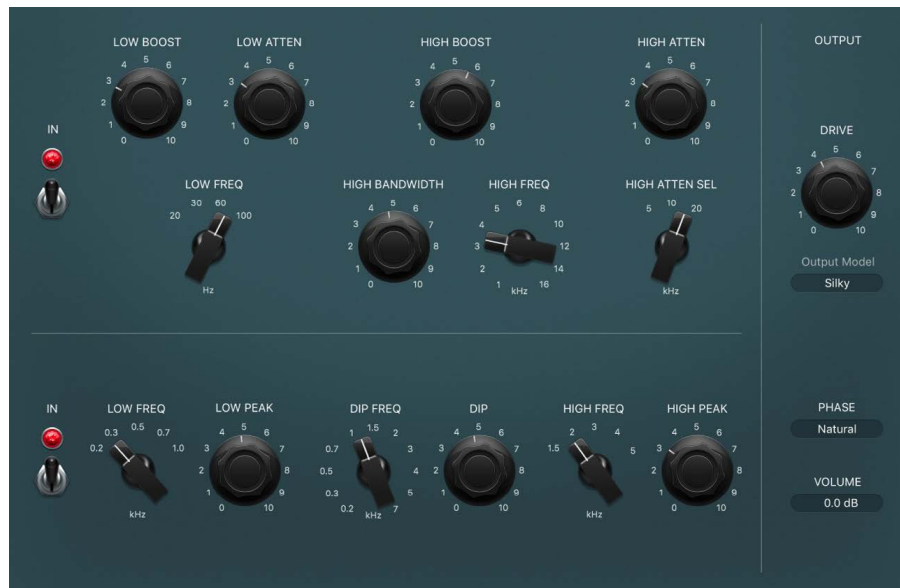 LOW BOOST LOW ATTEN HIGH BOOST HIGH ATTEN OUTPUT
0 1 2 3 4 5 6 7 8 9 10
0 1 2 3 4 5 6 7 8 9 10
0 1 2 3 4 5 6 7 8 9 10
0 1 2 3 4 5 6 7 8 9 10
IN
DRIVE
0 1 2 3 4 5 6 7 8 9 10
LOW FREQ HIGH BANDWIDTH HIGH FREQ HIGH ATTEN SEL
20 30 60 100
Hz
0 1 2 3 4 5 6 7 8 9 10
1 2 3 4 5 6 8 10 12 14 16
kHz
5 10 20
kHz
Output Model
Silky
IN
LOW FREQ LOW PEAK DIP FREQ DIP HIGH FREQ HIGH PEAK
0.2 0.3 0.5 0.7 1.0
kHz
0 1 2 3 4 5 6 7 8 9 10
0.2 0.3 0.5 0.7 1 1.5 2 3 4 5 7
kHz
0 1 2 3 4 5 6 7 8 9 10
1.5 2 3 4 5
kHz
0 1 2 3 4 5 6 7 8 9 10
PHASE
Natural
VOLUME
0.0 dB